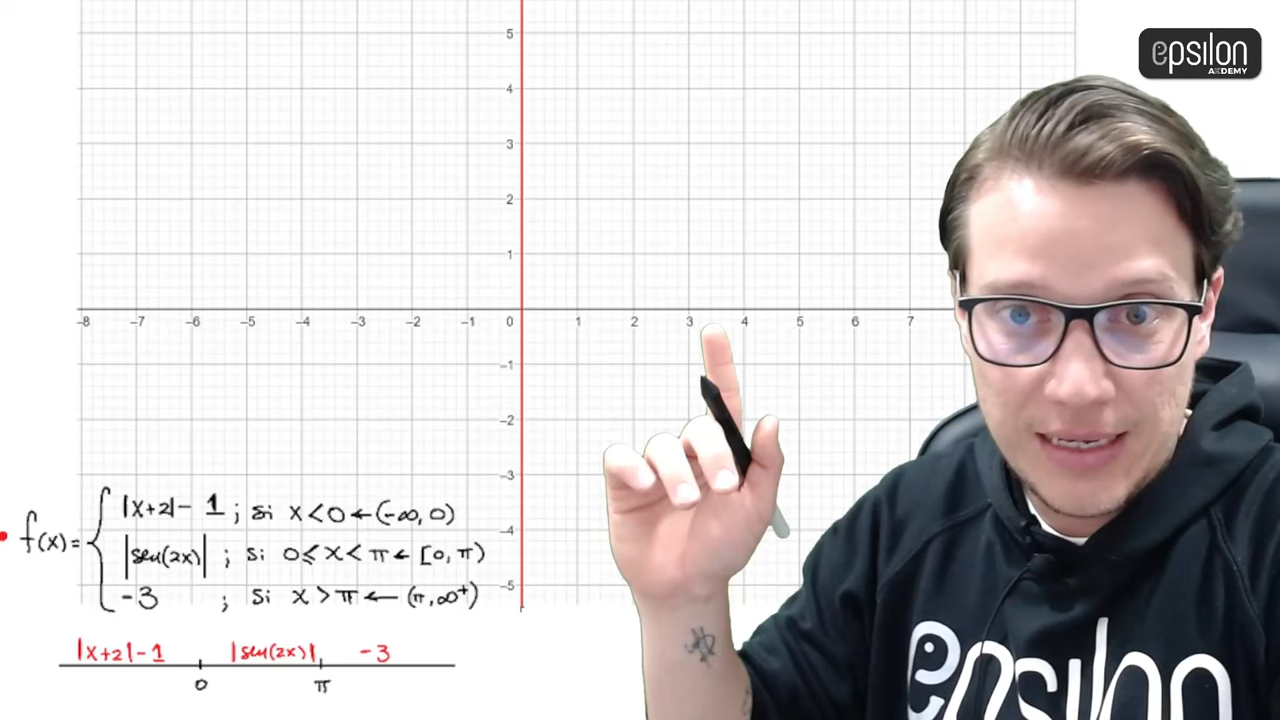 epsilon
AKDEMY
5
4
3
2
1
-8 -7 -6 -5 -4 -3 -2 -1 0 1 2 3 4 5 6 7
-1
-2
-3
-4
-5
f(x)= { |x+2| - 1 ; si x<0 ← (-∞, 0)
|sen(2x)| ; si 0≤x<π ← [0, π)
-3 ; si x>π ← (π, ∞⁺)
|x+2|-1 |sen(2x)| -3
0 π
epsilon